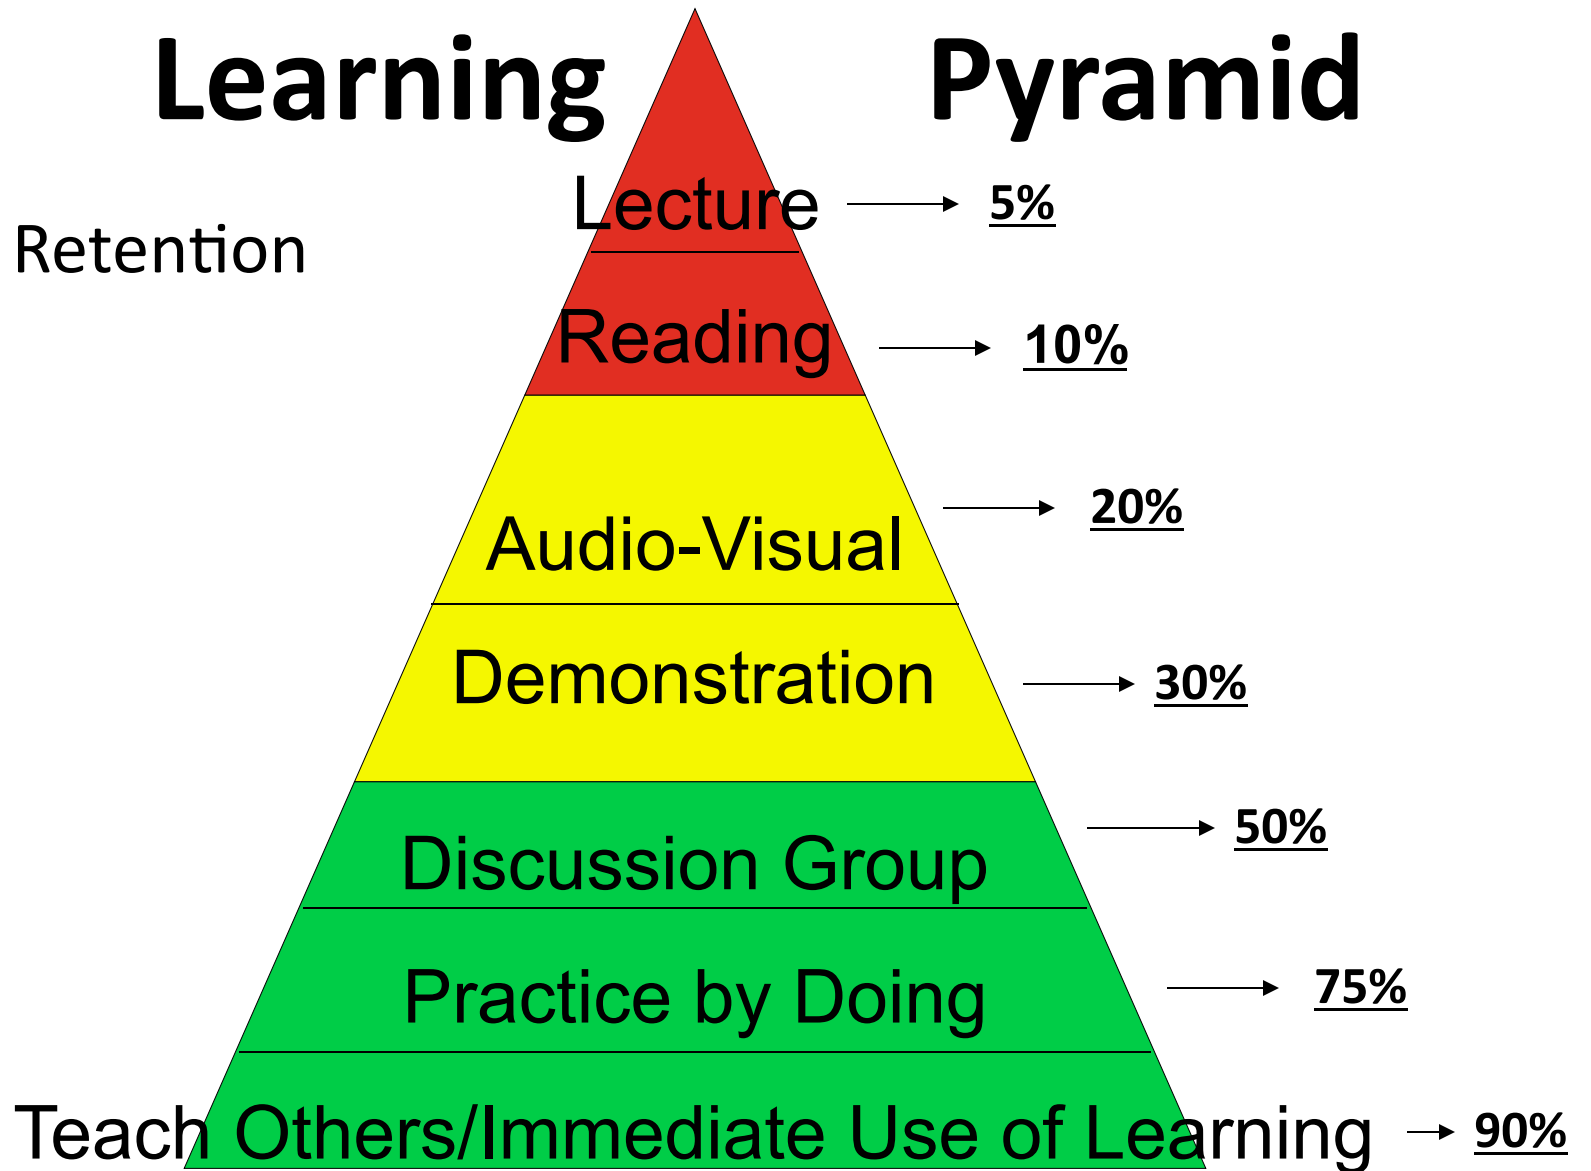 Learning Pyramid
Lecture 5%
Retention
Reading 10%
Audio-Visual 20%
Demonstration 30%
Discussion Group 50%
Practice by Doing 75%
Teach Others/Immediate Use of Learning 90%